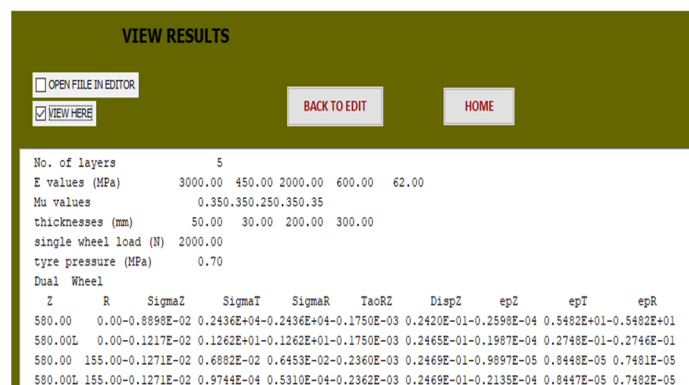 VIEW RESULTS
OPEN FIILE IN EDITOR
VIEW HERE
BACK TO EDIT
HOME
No. of layers 5
E values (MPa) 3000.00 450.00 2000.00 600.00 62.00
Mu values 0.350.350.250.350.35
thicknesses (mm) 50.00 30.00 200.00 300.00
single wheel load (N) 2000.00
tyre pressure (MPa) 0.70
Dual Wheel
Z R SigmaZ SigmaT SigmaR TaoRZ DispZ epZ epT epR
580.00 0.00-0.8898E-02 0.2436E+04-0.2436E+04-0.1750E-03 0.2420E-01-0.2598E-04 0.5482E+01-0.5482E+01
580.00L 0.00-0.1217E-02 0.1262E+01-0.1262E+01-0.1750E-03 0.2465E-01-0.1987E-04 0.2748E-01-0.2746E-01
580.00 155.00-0.1271E-02 0.6882E-02 0.6453E-02-0.2360E-03 0.2469E-01-0.9897E-05 0.8448E-05 0.7481E-05
580.00L 155.00-0.1271E-02 0.9744E-04 0.5310E-04-0.2362E-03 0.2469E-01-0.2135E-04 0.8447E-05 0.7482E-05